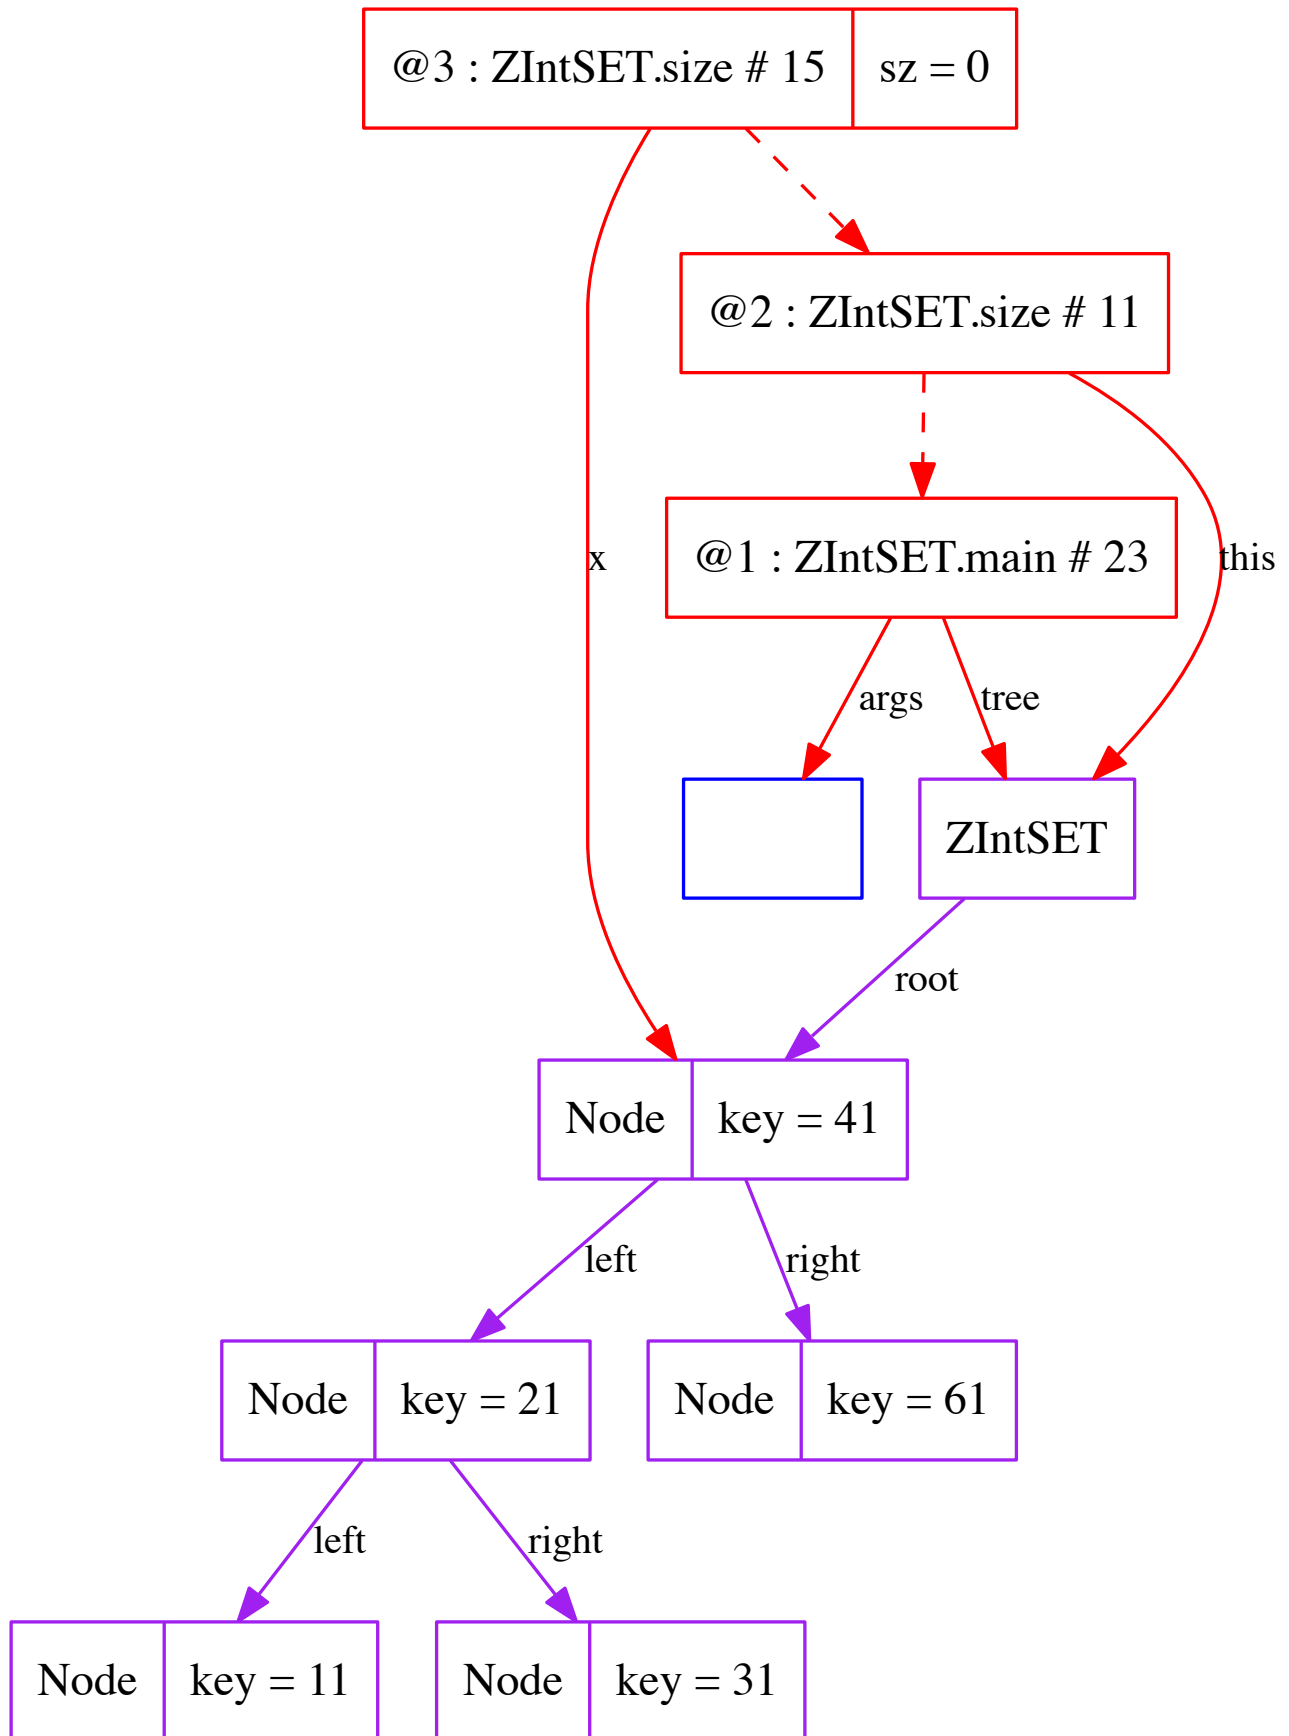 @3 : ZIntSET.size # 15 sz = 0
@2 : ZIntSET.size # 11
x
@1 : ZIntSET.main # 23
this
args
tree
ZIntSET
root
Node key = 41
left
right
Node key = 21
Node key = 61
left
right
Node key = 11
Node key = 31